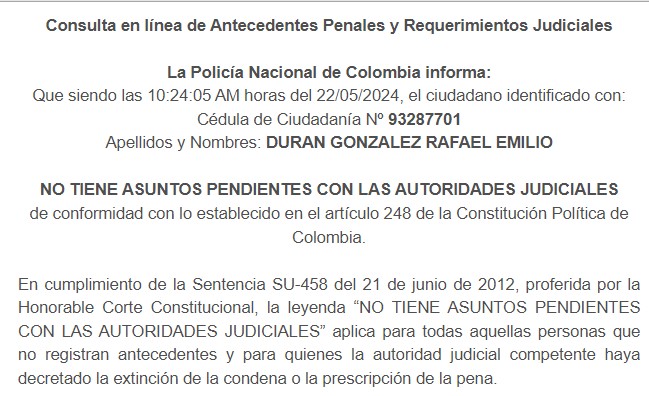 Consulta en línea de Antecedentes Penales y Requerimientos Judiciales
La Policía Nacional de Colombia informa:
Que siendo las 10:24:05 AM horas del 22/05/2024, el ciudadano identificado con:
Cédula de Ciudadanía Nº 93287701
Apellidos y Nombres: DURAN GONZALEZ RAFAEL EMILIO
NO TIENE ASUNTOS PENDIENTES CON LAS AUTORIDADES JUDICIALES
de conformidad con lo establecido en el artículo 248 de la Constitución Política de
Colombia.
En cumplimiento de la Sentencia SU-458 del 21 de junio de 2012, proferida por la
Honorable Corte Constitucional, la leyenda “NO TIENE ASUNTOS PENDIENTES
CON LAS AUTORIDADES JUDICIALES” aplica para todas aquellas personas que
no registran antecedentes y para quienes la autoridad judicial competente haya
decretado la extinción de la condena o la prescripción de la pena.